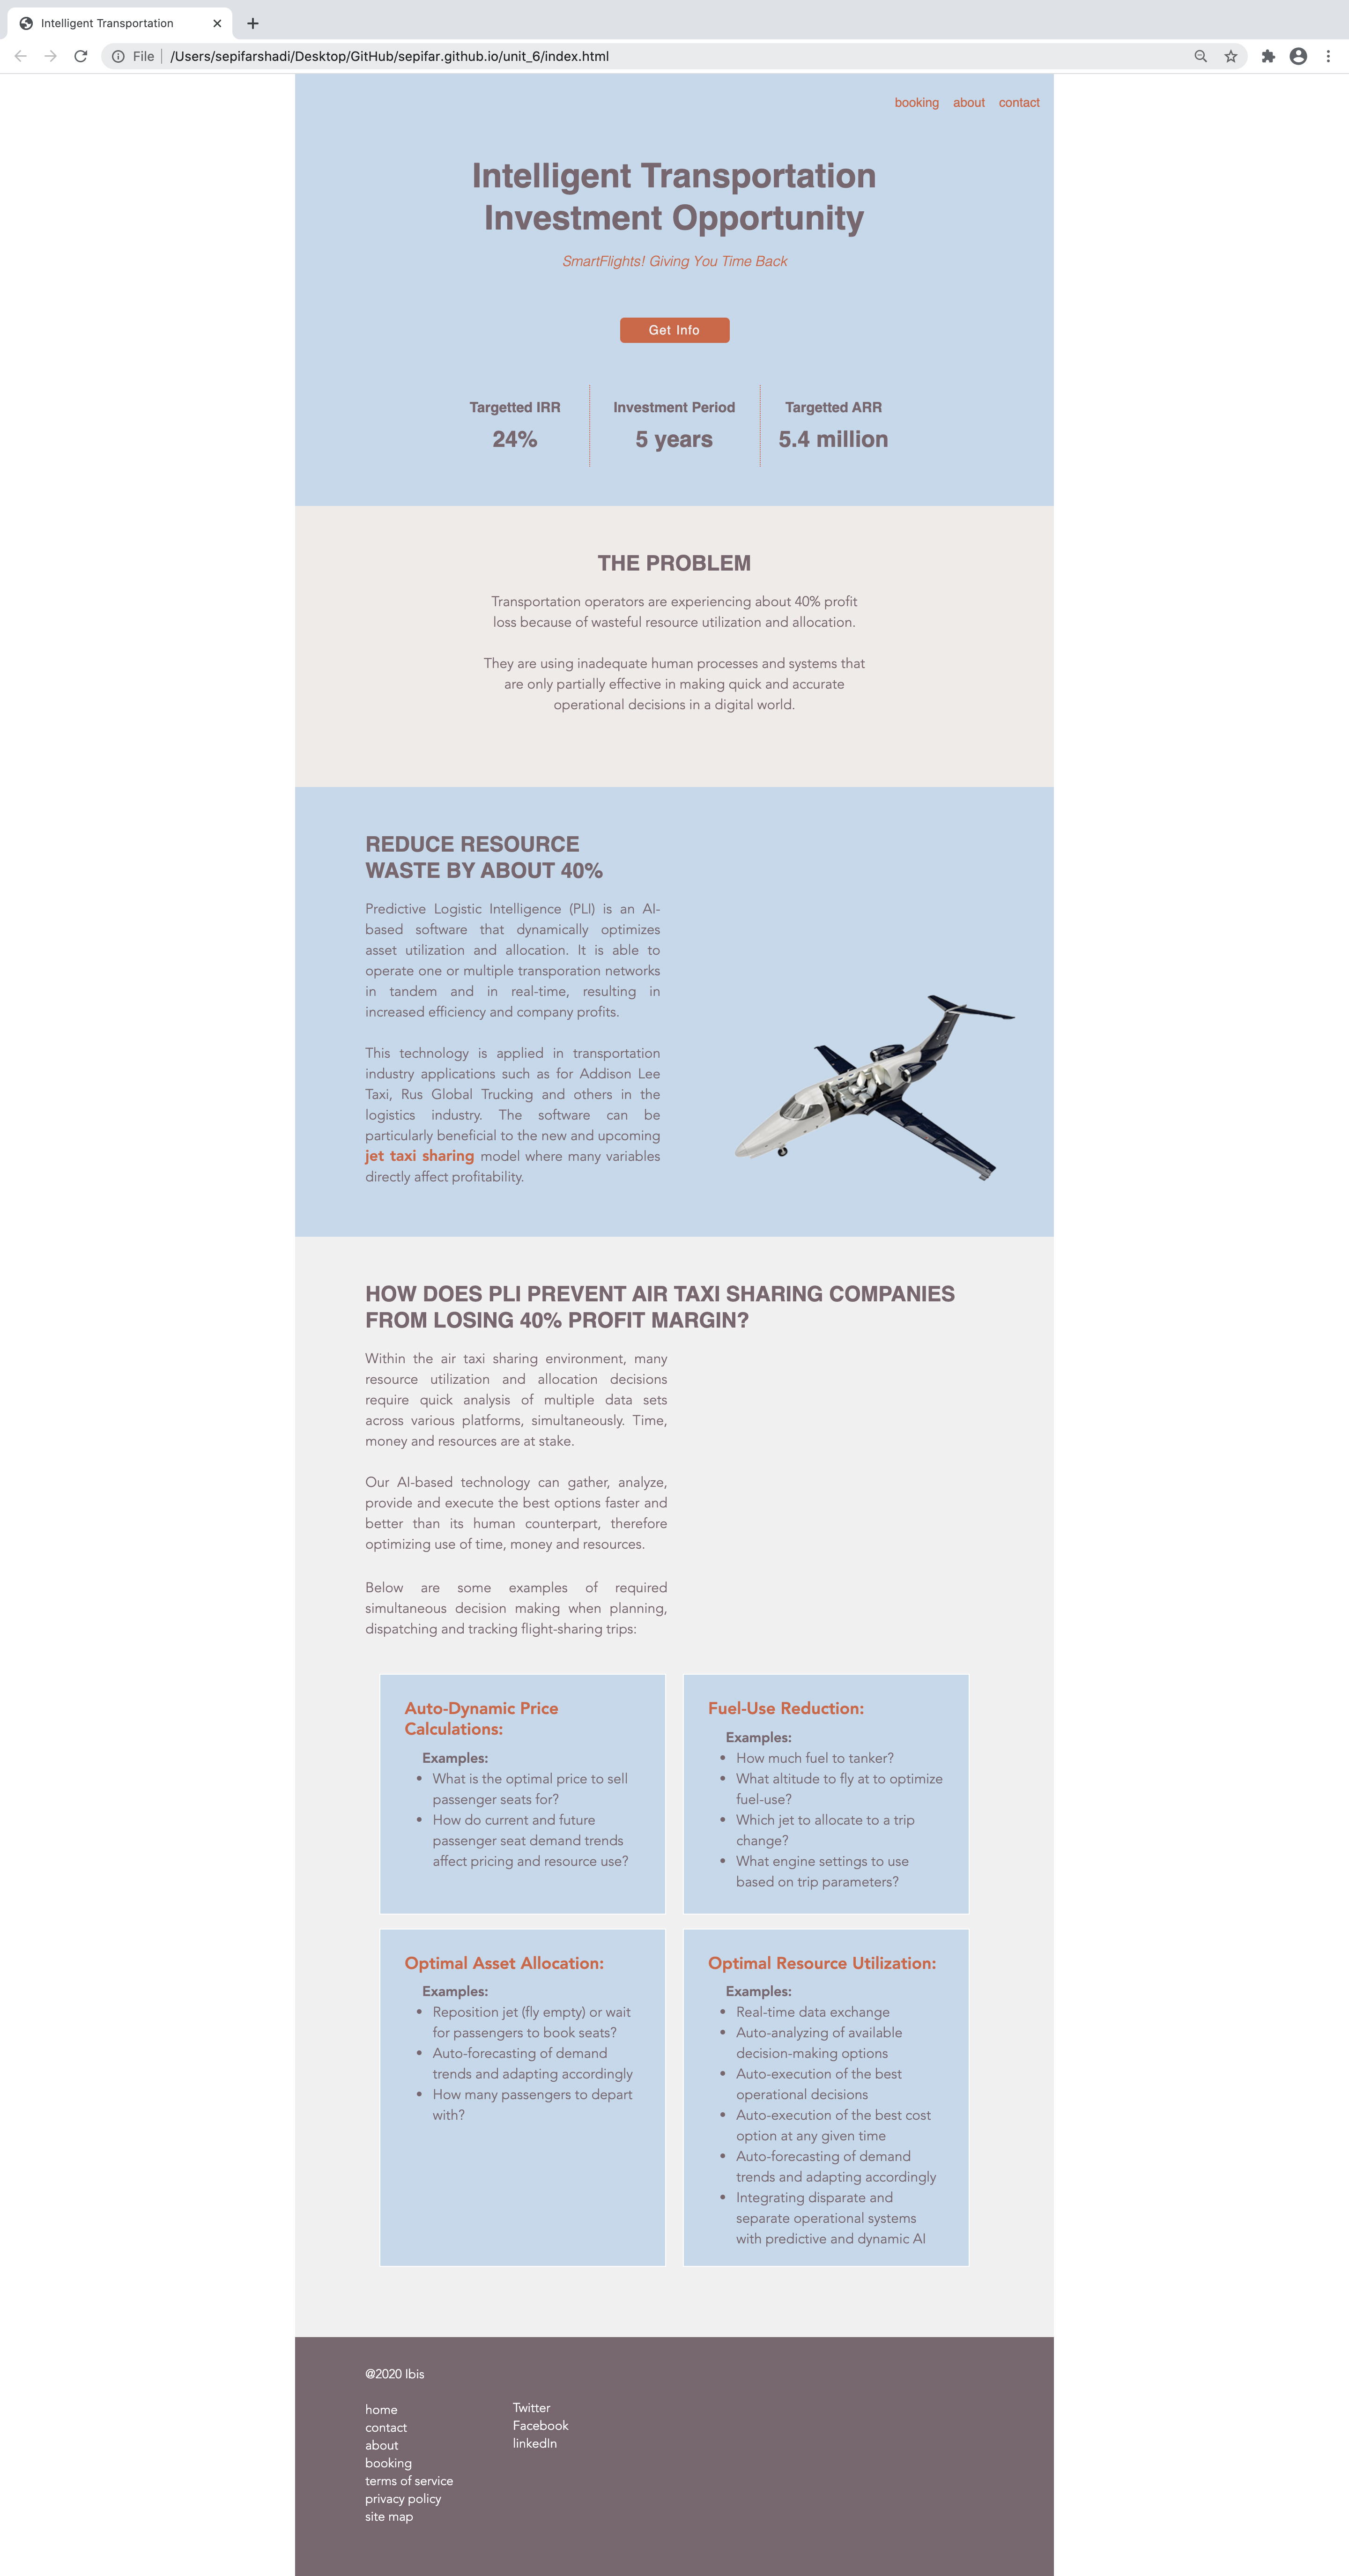 Intelligent Transportation
File
/Users/sepifarshadi/Desktop/GitHub/sepifar.github.io/unit_6/index.html
booking about contact
Intelligent Transportation
Investment Opportunity
SmartFlights! Giving You Time Back
Get Info
Targetted IRR
24%
Investment Period
5 years
Targetted ARR
5.4 million
THE PROBLEM
Transportation operators are experiencing about 40% profit
loss because of wasteful resource utilization and allocation.
They are using inadequate human processes and systems that
are only partially effective in making quick and accurate
operational decisions in a digital world.
REDUCE RESOURCE
WASTE BY ABOUT 40%
Predictive Logistic Intelligence (PLI) is an AI-
based software that dynamically optimizes
asset utilization and allocation. It is able to
operate one or multiple transporation networks
in tandem and in real-time, resulting in
increased efficiency and company profits.
This technology is applied in transportation
industry applications such as for Addison Lee
Taxi, Rus Global Trucking and others in the
logistics industry. The software can be
particularly beneficial to the new and upcoming
jet taxi sharing model where many variables
directly affect profitability.
HOW DOES PLI PREVENT AIR TAXI SHARING COMPANIES
FROM LOSING 40% PROFIT MARGIN?
Within the air taxi sharing environment, many
resource utilization and allocation decisions
require quick analysis of multiple data sets
across various platforms, simultaneously. Time,
money and resources are at stake.
Our AI-based technology can gather, analyze,
provide and execute the best options faster and
better than its human counterpart, therefore
optimizing use of time, money and resources.
Below are some examples of required
simultaneous decision making when planning,
dispatching and tracking flight-sharing trips:
Auto-Dynamic Price
Calculations:
Examples:
• What is the optimal price to sell
passenger seats for?
• How do current and future
passenger seat demand trends
affect pricing and resource use?
Fuel-Use Reduction:
Examples:
• How much fuel to tanker?
• What altitude to fly at to optimize
fuel-use?
• Which jet to allocate to a trip
change?
• What engine settings to use
based on trip parameters?
Optimal Asset Allocation:
Examples:
• Reposition jet (fly empty) or wait
for passengers to book seats?
• Auto-forecasting of demand
trends and adapting accordingly
• How many passengers to depart
with?
Optimal Resource Utilization:
Examples:
• Real-time data exchange
• Auto-analyzing of available
decision-making options
• Auto-execution of the best
operational decisions
• Auto-execution of the best cost
option at any given time
• Auto-forecasting of demand
trends and adapting accordingly
• Integrating disparate and
separate operational systems
with predictive and dynamic AI
@2020 Ibis
home
contact
about
booking
terms of service
privacy policy
site map
Twitter
Facebook
linkedIn